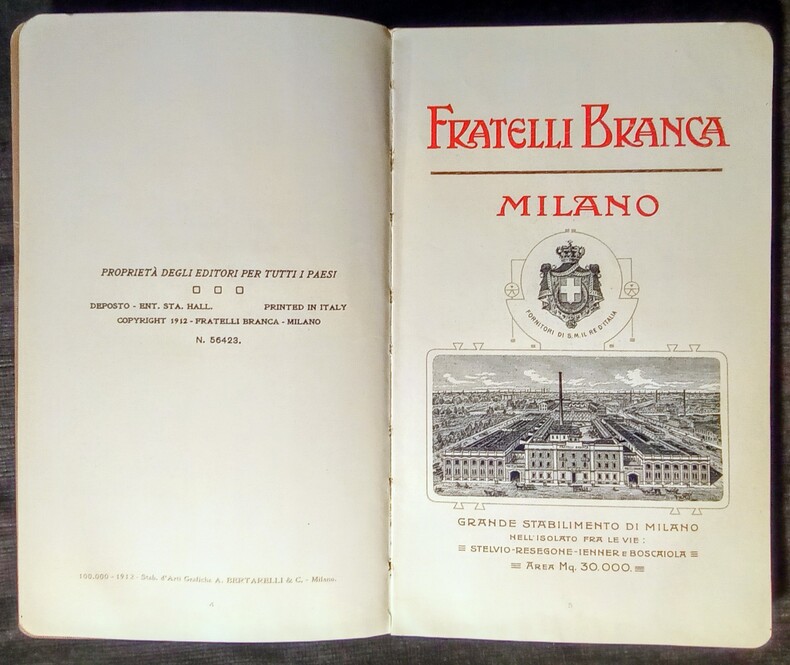 PROPRIETÀ DEGLI EDITORI PER TUTTI I PAESI
DEPOSTO - ENT. STA. HALL. PRINTED IN ITALY
COPYRIGHT 1912 - FRATELLI BRANCA - MILANO
N. 56423.
100.000 - 1913 - Stab. d'Arti Grafiche A. BERTARELLI & C. - Milano.
FRATELLI BRANCA
MILANO
FORNITORI DI S.M. IL RE D'ITALIA
FRATELLI BRANCA
GRANDE STABILIMENTO DI MILANO
NELL'ISOLATO FRA LE VIE:
STELVIO-RESEGONE-IENNER E BOSCAIOLA
AREA Mq. 30.000.